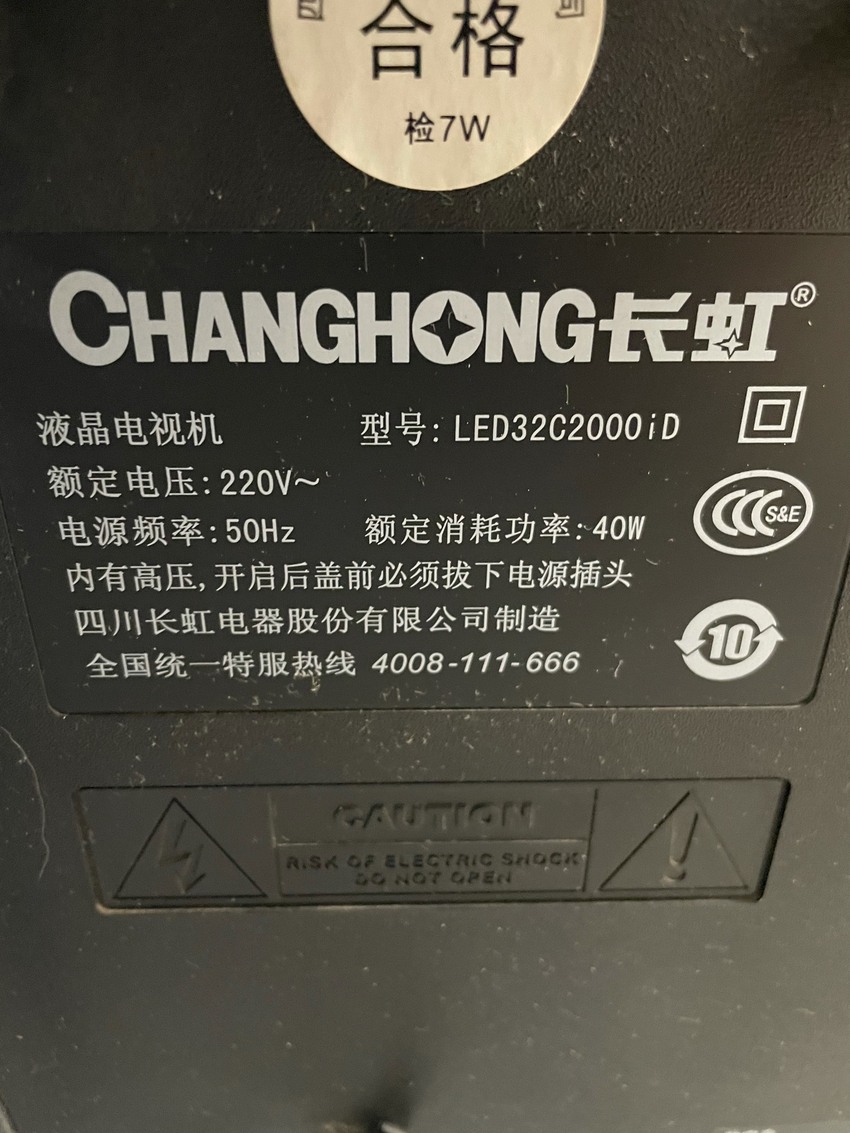 合格
检7W
CHANGHONG长虹®
液晶电视机 型号: LED32C2000iD
额定电压: 220V~
电源频率: 50Hz 额定消耗功率: 40W
CCC S&E
内有高压,开启后盖前必须拔下电源插头
四川长虹电器股份有限公司制造
10
全国统一特服热线 4008-111-666
CAUTION
RISK OF ELECTRIC SHOCK
DO NOT OPEN